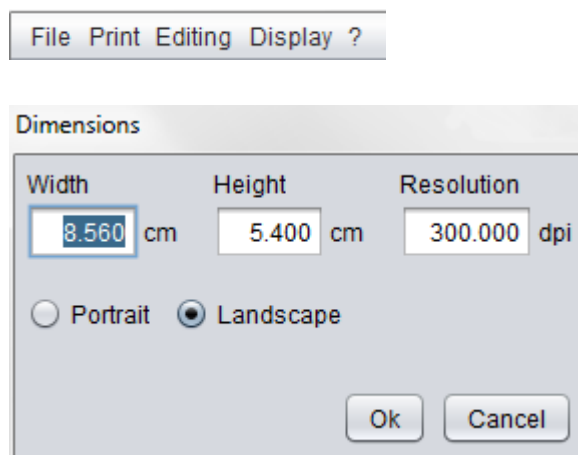 File Print Editing Display ?
Dimensions
Width Height Resolution
8.560 cm 5.400 cm 300.000 dpi
Portrait Landscape
Ok Cancel